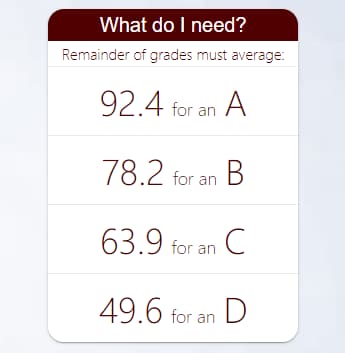 What do I need?
Remainder of grades must average:
92.4 for an A
78.2 for an B
63.9 for an C
49.6 for an D